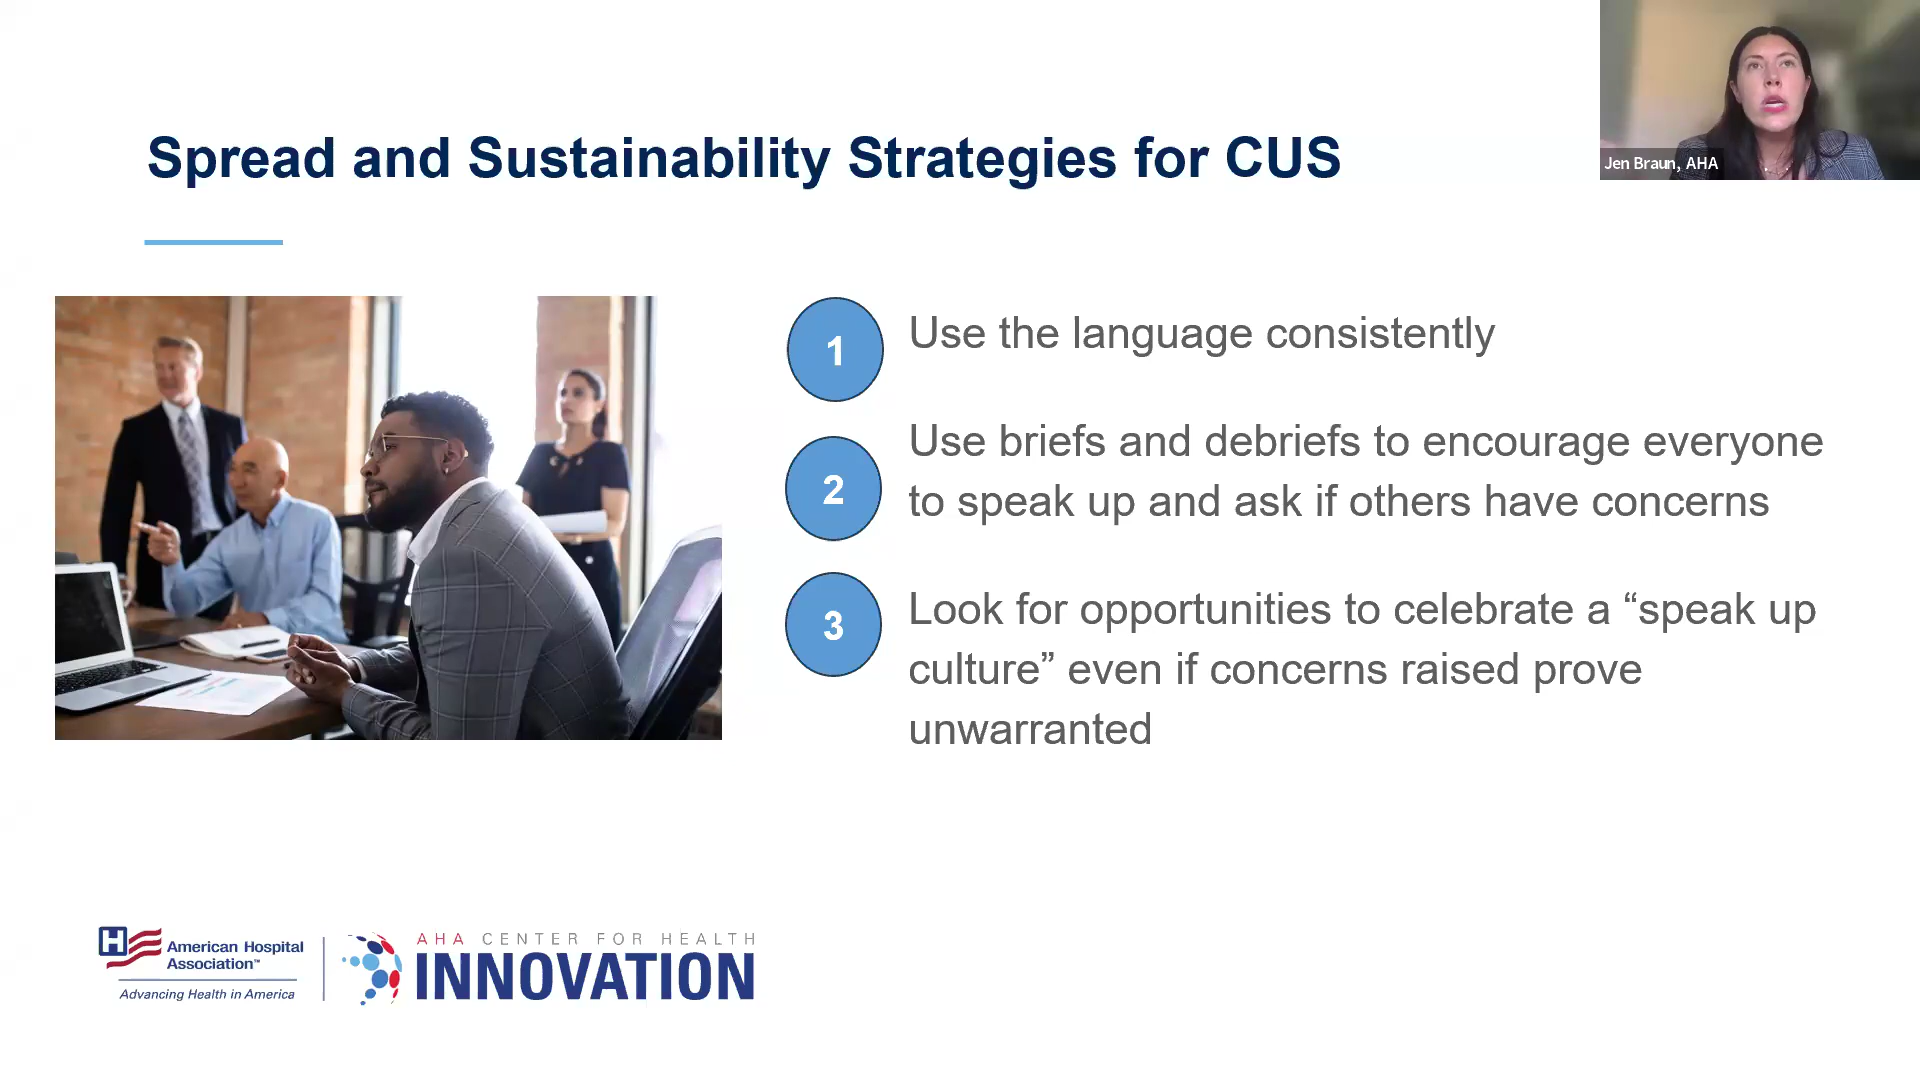 Spread and Sustainability Strategies for CUS
Jen Braun, AHA
1
Use the language consistently
2
Use briefs and debriefs to encourage everyone
to speak up and ask if others have concerns
3
Look for opportunities to celebrate a “speak up
culture” even if concerns raised prove
unwarranted
H
American Hospital
Association™
Advancing Health in America
AHA CENTER FOR HEALTH
INNOVATION